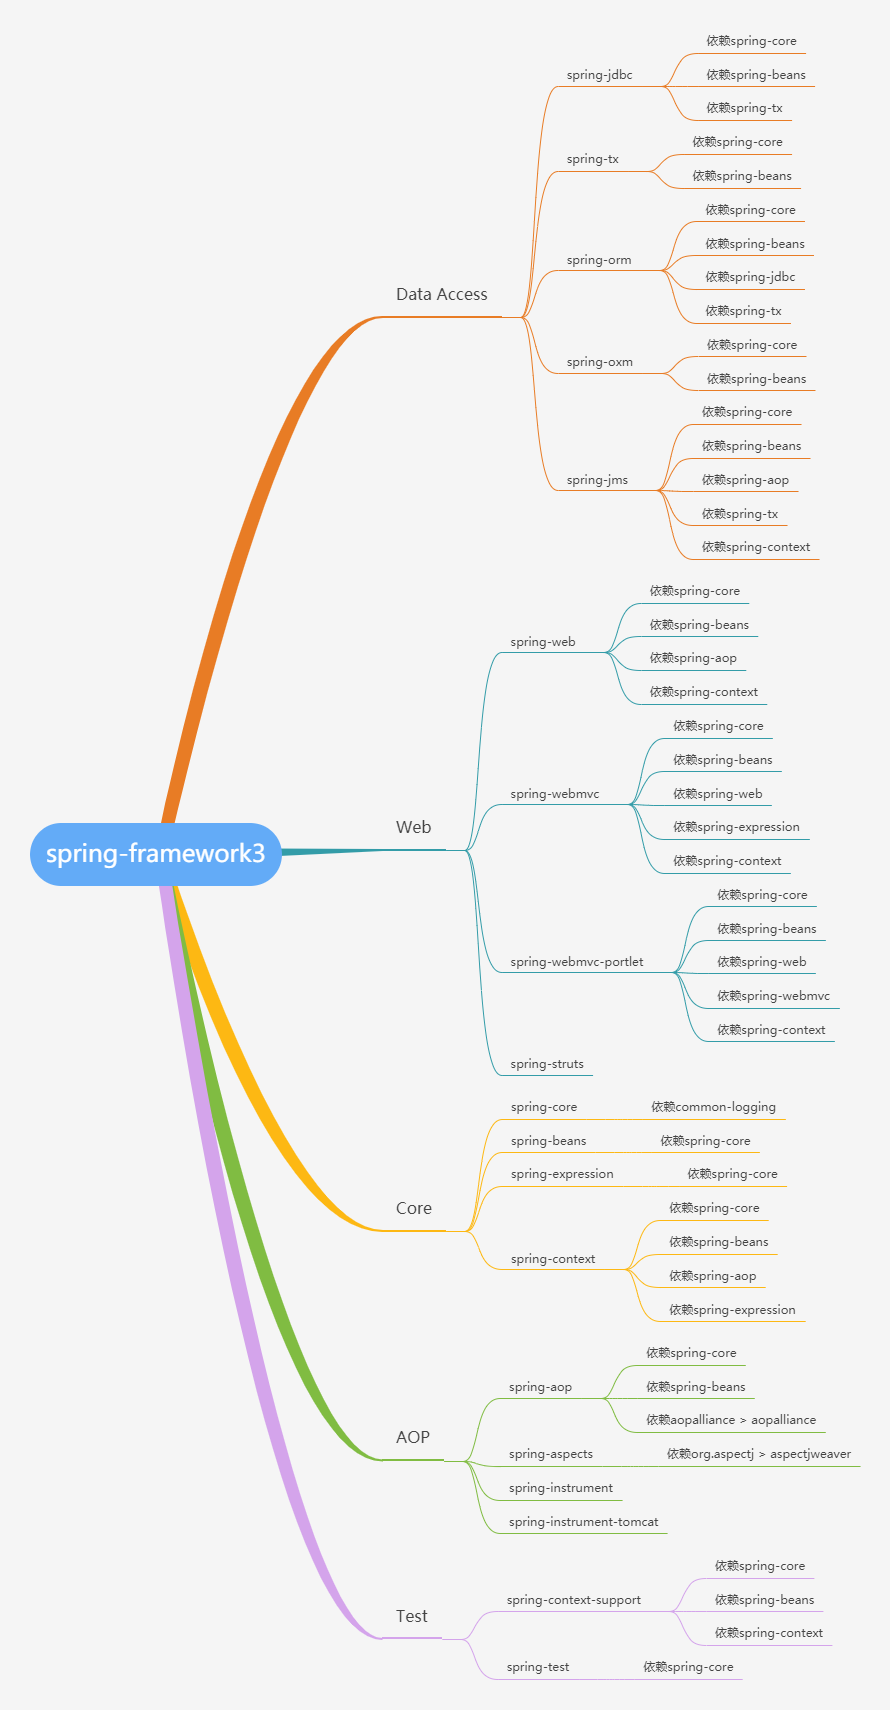 spring-framework3
Data Access
spring-jdbc
依赖spring-core
依赖spring-beans
依赖spring-tx
spring-tx
依赖spring-core
依赖spring-beans
spring-orm
依赖spring-core
依赖spring-beans
依赖spring-jdbc
依赖spring-tx
spring-oxm
依赖spring-core
依赖spring-beans
spring-jms
依赖spring-core
依赖spring-beans
依赖spring-aop
依赖spring-tx
依赖spring-context
Web
spring-web
依赖spring-core
依赖spring-beans
依赖spring-aop
依赖spring-context
spring-webmvc
依赖spring-core
依赖spring-beans
依赖spring-web
依赖spring-expression
依赖spring-context
spring-webmvc-portlet
依赖spring-core
依赖spring-beans
依赖spring-web
依赖spring-webmvc
依赖spring-context
spring-struts
Core
spring-core
依赖common-logging
spring-beans
依赖spring-core
spring-expression
依赖spring-core
spring-context
依赖spring-core
依赖spring-beans
依赖spring-aop
依赖spring-expression
AOP
spring-aop
依赖spring-core
依赖spring-beans
依赖aopalliance > aopalliance
spring-aspects
依赖org.aspectj > aspectjweaver
spring-instrument
spring-instrument-tomcat
Test
spring-context-support
依赖spring-core
依赖spring-beans
依赖spring-context
spring-test
依赖spring-core